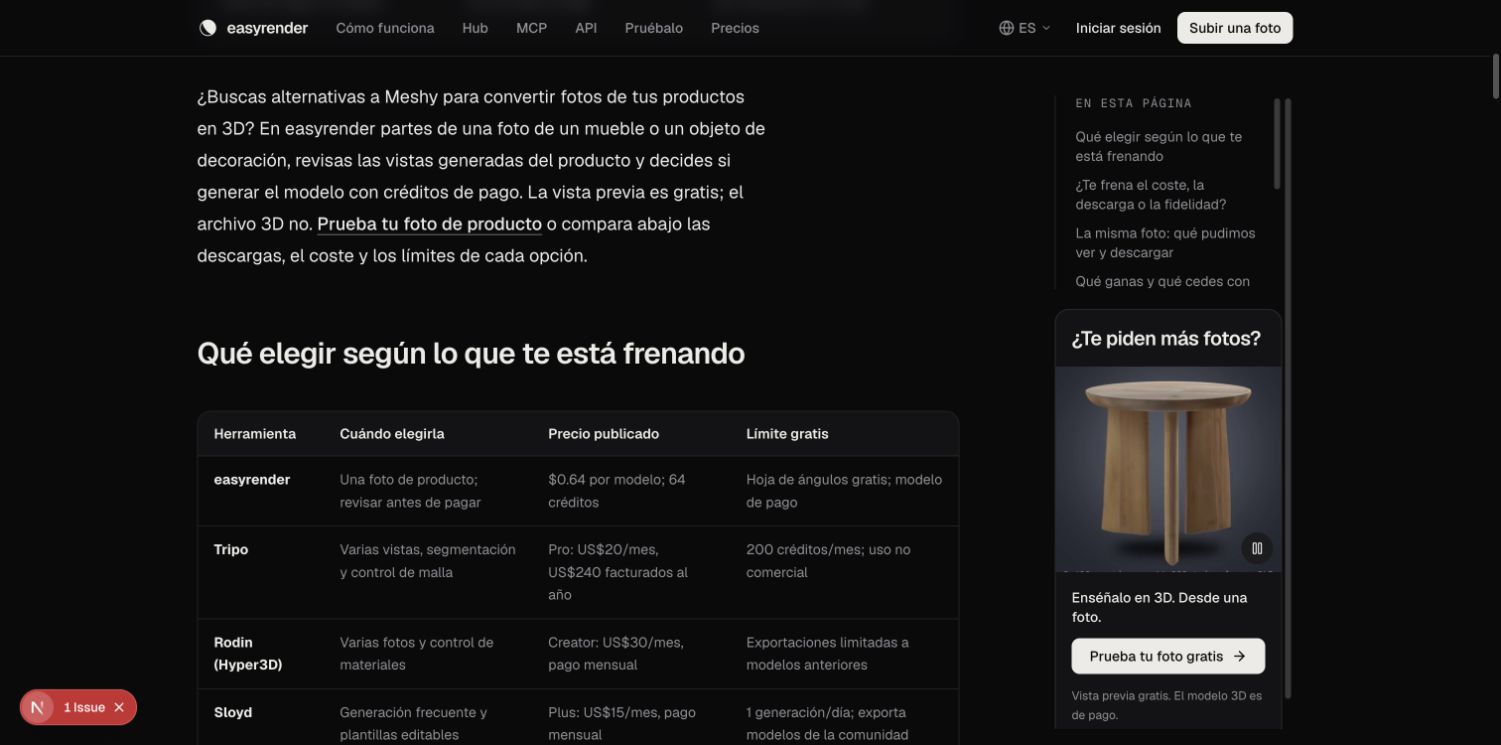 easyrender
Cómo funciona
Hub
MCP
API
Pruébalo
Precios
ES
Iniciar sesión
Subir una foto
¿Buscas alternativas a Meshy para convertir fotos de tus productos
en 3D? En easyrender partes de una foto de un mueble o un objeto de
decoración, revisas las vistas generadas del producto y decides si
generar el modelo con créditos de pago. La vista previa es gratis; el
archivo 3D no. Prueba tu foto de producto o compara abajo las
descargas, el coste y los límites de cada opción.
Qué elegir según lo que te está frenando
Herramienta
Cuándo elegirla
Precio publicado
Límite gratis
easyrender
Una foto de producto;
revisar antes de pagar
$0.64 por modelo; 64
créditos
Hoja de ángulos gratis; modelo
de pago
Tripo
Varias vistas, segmentación
y control de malla
Pro: US$20/mes,
US$240 facturados al
año
200 créditos/mes; uso no
comercial
Rodin
(Hyper3D)
Varias fotos y control de
materiales
Creator: US$30/mes,
pago mensual
Exportaciones limitadas a
modelos anteriores
Sloyd
Generación frecuente y
plantillas editables
Plus: US$15/mes, pago
mensual
1 generación/día; exporta
modelos de la comunidad
EN ESTA PÁGINA
Qué elegir según lo que te
está frenando
¿Te frena el coste, la
descarga o la fidelidad?
La misma foto: qué pudimos
ver y descargar
Qué ganas y qué cedes con
¿Te piden más fotos?
Enséñalo en 3D. Desde una
foto.
Prueba tu foto gratis →
Vista previa gratis. El modelo 3D es
de pago.
N
1 Issue